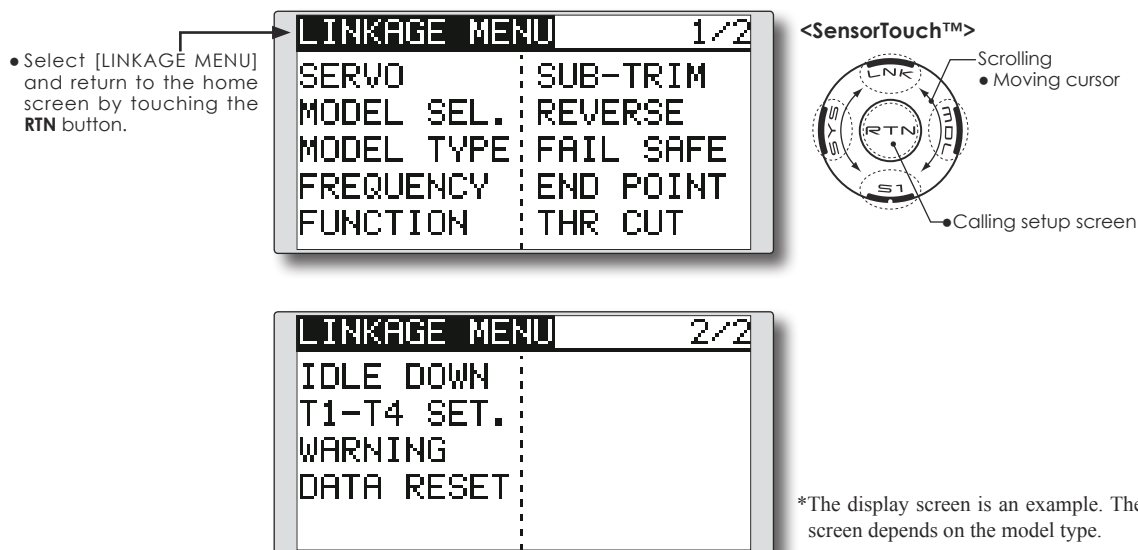 ● Select [LINKAGE MENU]
and return to the home
screen by touching the
RTN button.
LINKAGE MENU 1/2
SERVO SUB-TRIM
MODEL SEL. REVERSE
MODEL TYPE FAIL SAFE
FREQUENCY END POINT
FUNCTION THR CUT
<SensorTouch™>
Scrolling
● Moving cursor
LNK
SYS
RTN
MDL
S1
●Calling setup screen
LINKAGE MENU 2/2
IDLE DOWN
T1-T4 SET.
WARNING
DATA RESET
*The display screen is an example. The
screen depends on the model type.